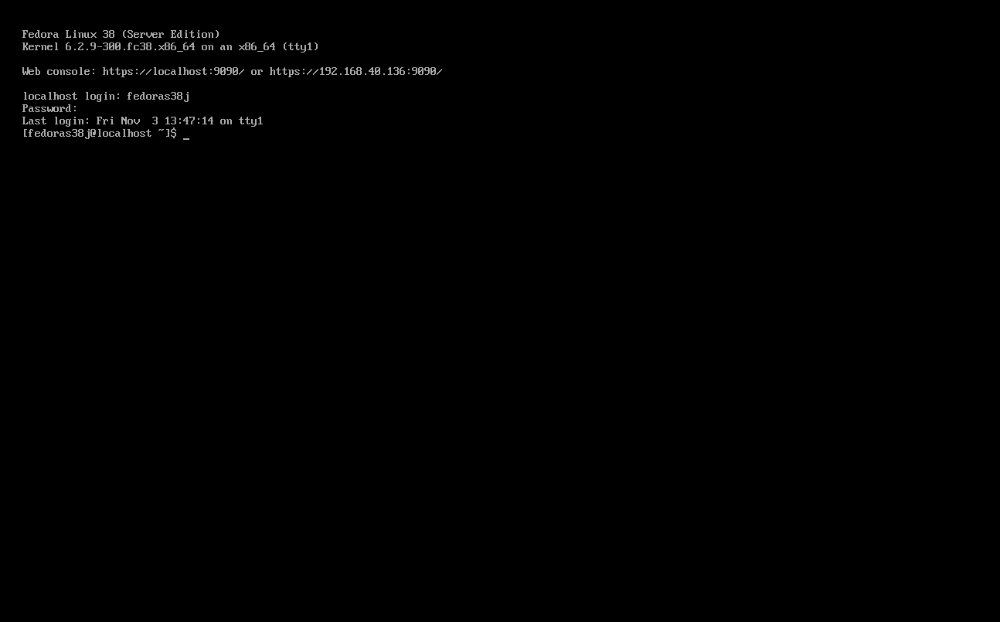 Fedora Linux 38 (Server Edition)
Kernel 6.2.9-300.fc38.x86_64 on an x86_64 (tty1)
Web console: https://localhost:9090/ or https://192.168.40.136:9090/
localhost login: fedoras38j
Password:
Last login: Fri Nov  3 13:47:14 on tty1
[fedoras38j@localhost ~]$ _